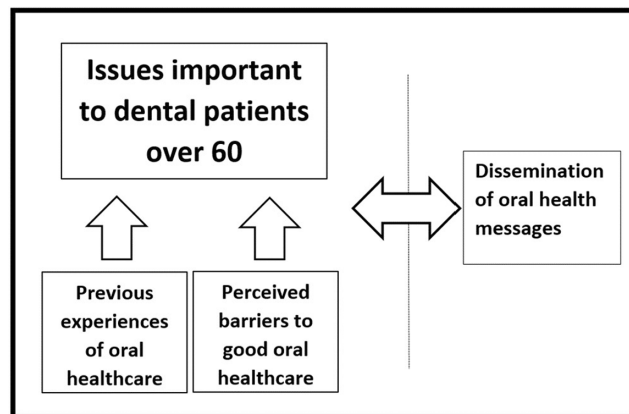 Issues important
to dental patients
over 60
Dissemination
of oral health
messages
Previous
experiences
of oral
healthcare
Perceived
barriers to
good oral
healthcare